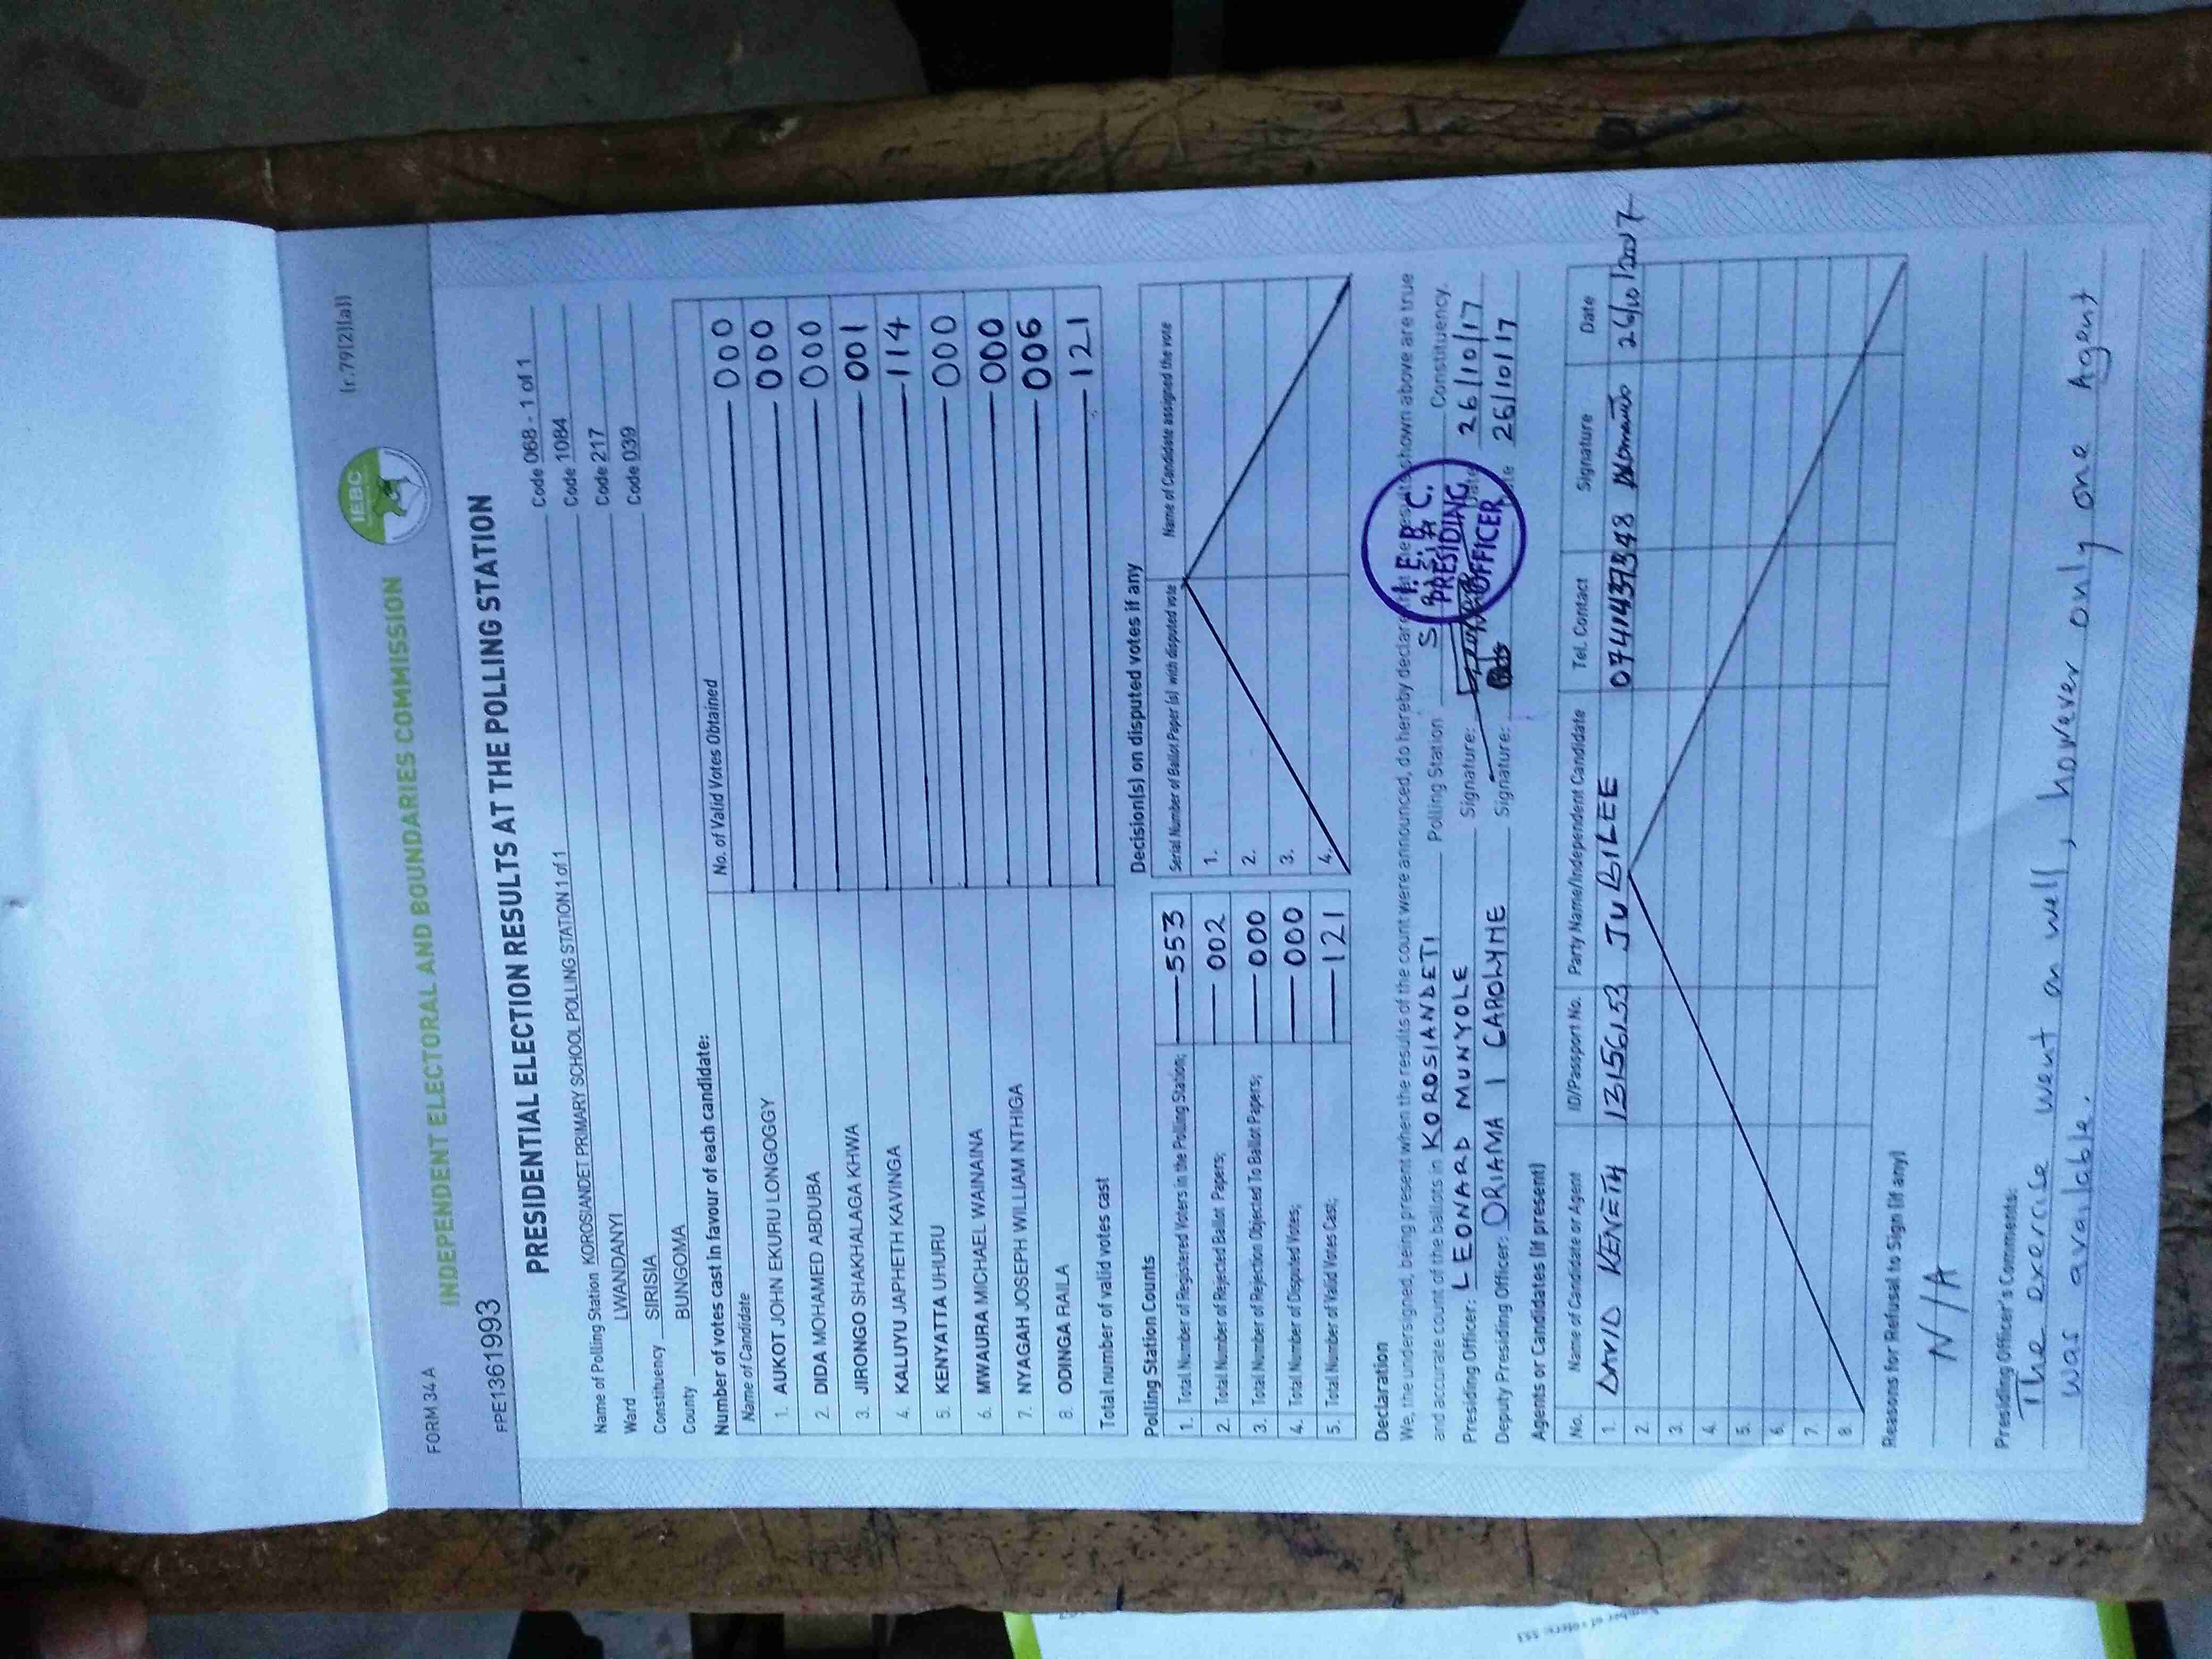 FORM 34 A
(r.79(2)(a))
IEBC
INDEPENDENT ELECTORAL AND BOUNDARIES COMMISSION
FPE1361993
PRESIDENTIAL ELECTION RESULTS AT THE POLLING STATION
Name of Polling Station KOROSIANDET PRIMARY SCHOOL POLLING STATION 1 of 1 Code 068 - 1 of 1
Ward LWANDANYI Code 1084
Constituency SIRISIA Code 217
County BUNGOMA Code 039
Number of votes cast in favour of each candidate:
Name of Candidate No. of Valid Votes Obtained
1. AUKOT JOHN EKURU LONGOGGY 000
2. DIDA MOHAMED ABDUBA 000
3. JIRONGO SHAKHALAGA KHWA 000
4. KALUYU JAPHETH KAVINGA 001
5. KENYATTA UHURU 114
6. MWAURA MICHAEL WAINAINA 000
7. NYAGAH JOSEPH WILLIAM NTHIGA 000
8. ODINGA RAILA 006
Total number of valid votes cast 121
Polling Station Counts
1. Total Number of Registered Voters in the Polling Station; 553
2. Total Number of Rejected Ballot Papers; 002
3. Total Number of Rejection Objected To Ballot Papers; 000
4. Total Number of Disputed Votes; 000
5. Total Number of Valid Votes Cast; 121
Decision(s) on disputed votes if any
Serial Number of Ballot Paper (s) with disputed vote Name of Candidate assigned the vote
1.
2.
3.
4.
Declaration
We, the undersigned, being present when the results of the count were announced, do hereby declare that the results shown above are true
and accurate count of the ballots in KOROSIANDETI Polling Station SIRISIA Constituency.
Presiding Officer: LEONARD MUNYOLE Signature: Date 26/10/17
Deputy Presiding Officer: ORIAMA I CAROLYNE Signature: Date 26/10/17
I.E.B.C.
PRESIDING
OFFICER
Agents or Candidates (if present)
No. Name of Candidate or Agent ID/Passport No. Party Name/Independent Candidate Tel. Contact Signature Date
1. DAVID KENETH 13156153 JUBILEE 0741437348 26/10/2017
2.
3.
4.
5.
6.
7.
8.
Reasons for Refusal to Sign (if any)
N/A
Presiding Officer's Comments:
The exercise went on well, however only one Agent
was available.
Number of voters: 553